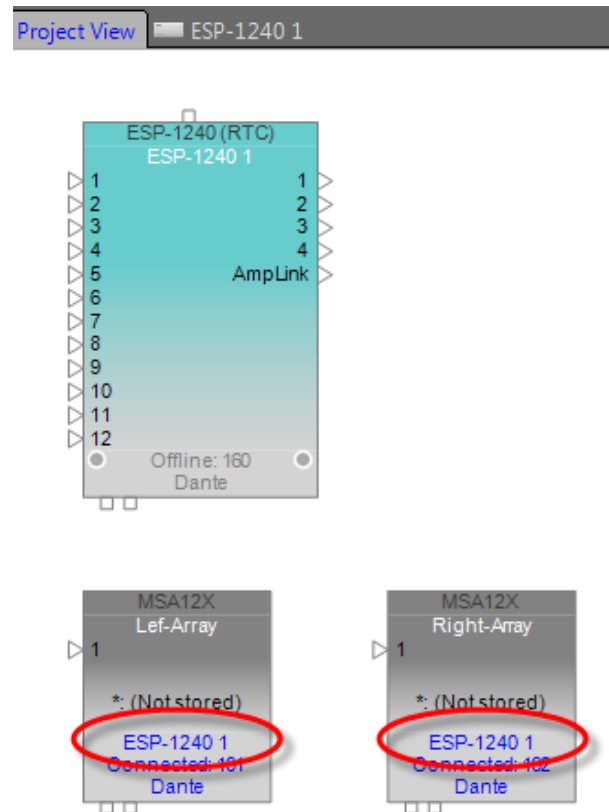 Project View ESP-1240 1
ESP-1240 (RTC)
ESP-1240 1
1 1
2 2
3 3
4 4
5 AmpLink
6
7
8
9
10
11
12
Offline: 160
Dante
MSA12X
Lef-Array
1
*: (Not stored)
ESP-1240 1
Connected: 101
Dante
MSA12X
Right-Array
1
*: (Not stored)
ESP-1240 1
Connected: 102
Dante